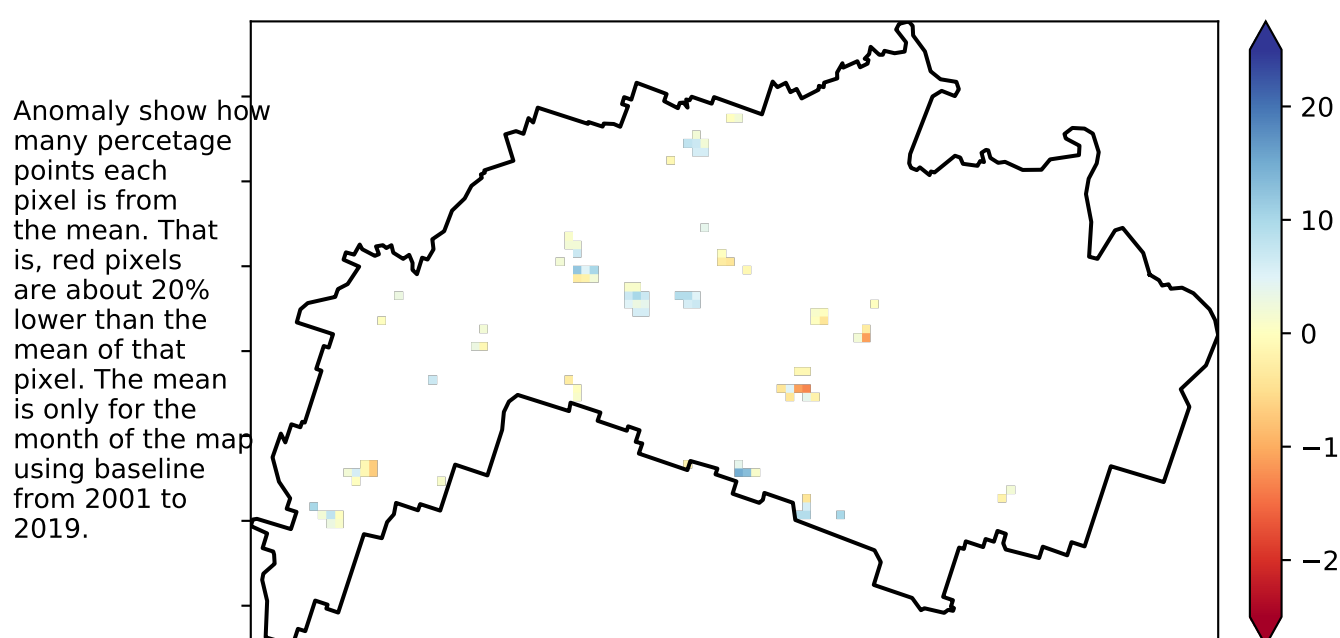 Anomaly show how
many percetage
points each
pixel is from
the mean. That
is, red pixels
are about 20%
lower than the
mean of that
pixel. The mean
is only for the
month of the map
using baseline
from 2001 to
2019.
20
10
0
−1
−2